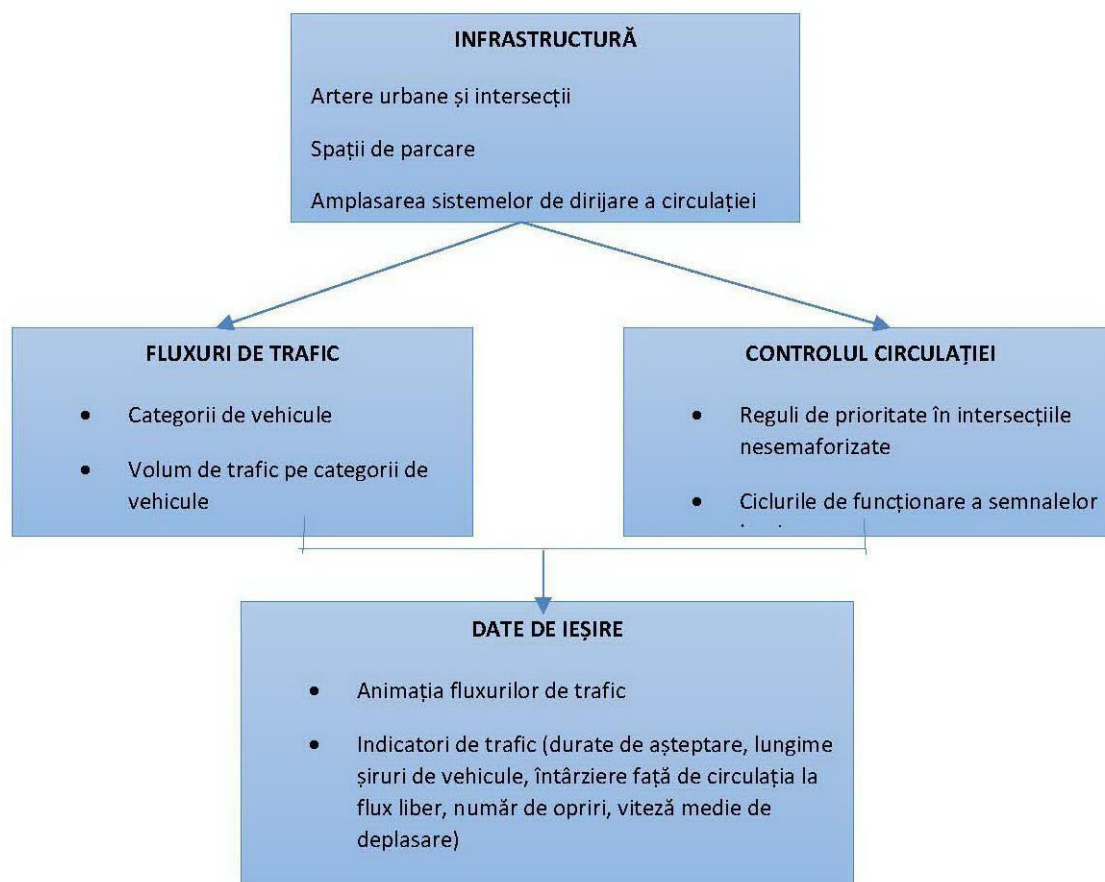 INFRASTRUCTURĂ
Artere urbane și intersecții
Spații de parcare
Amplasarea sistemelor de dirijare a circulației
FLUXURI DE TRAFIC
• Categorii de vehicule
• Volum de trafic pe categorii de
vehicule
CONTROLUL CIRCULAȚIEI
• Reguli de prioritate în intersecțiile
nesemaforizate
• Ciclurile de funcționare a semnalelor
DATE DE IEȘIRE
• Animația fluxurilor de trafic
• Indicatori de trafic (durate de așteptare, lungime
șiruri de vehicule, întârziere față de circulația la
flux liber, număr de opriri, viteză medie de
deplasare)